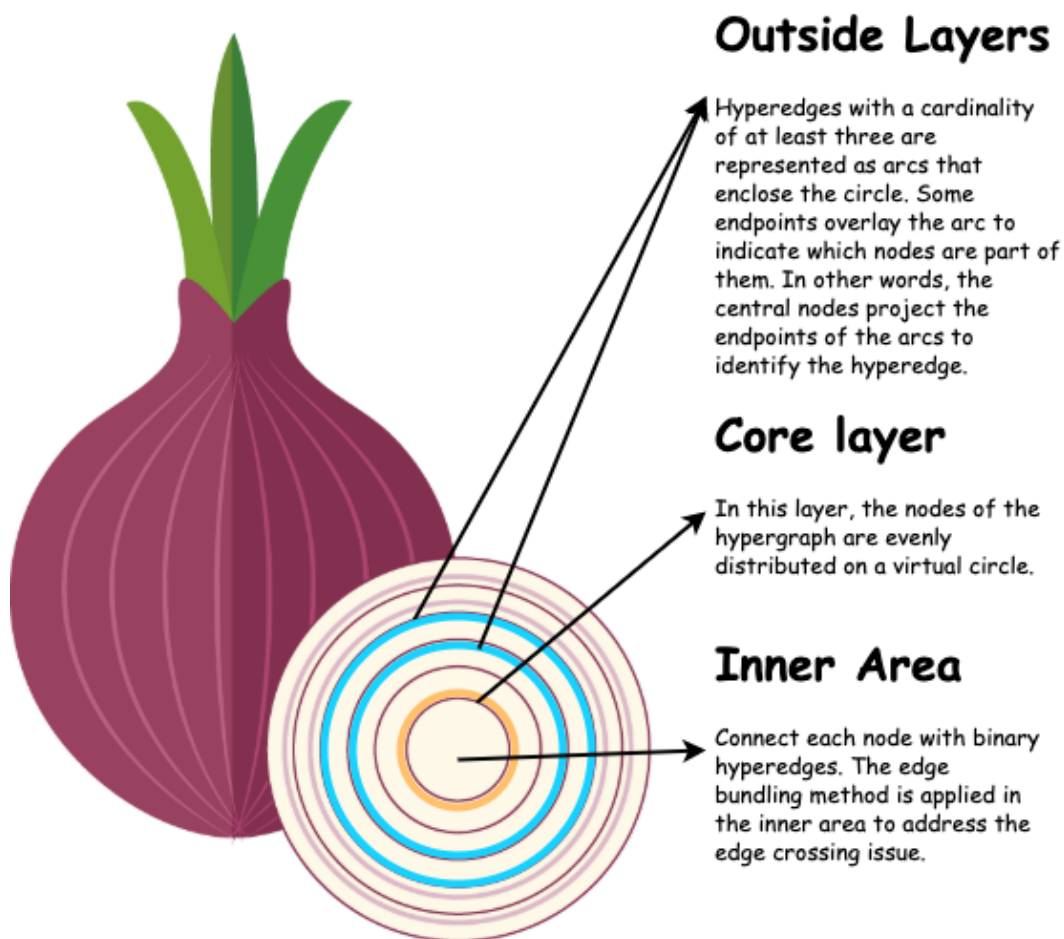 Outside Layers
Hyperedges with a cardinality
of at least three are
represented as arcs that
enclose the circle. Some
endpoints overlay the arc to
indicate which nodes are part of
them. In other words, the
central nodes project the
endpoints of the arcs to
identify the hyperedge.
Core layer
In this layer, the nodes of the
hypergraph are evenly
distributed on a virtual circle.
Inner Area
Connect each node with binary
hyperedges. The edge
bundling method is applied in
the inner area to address the
edge crossing issue.